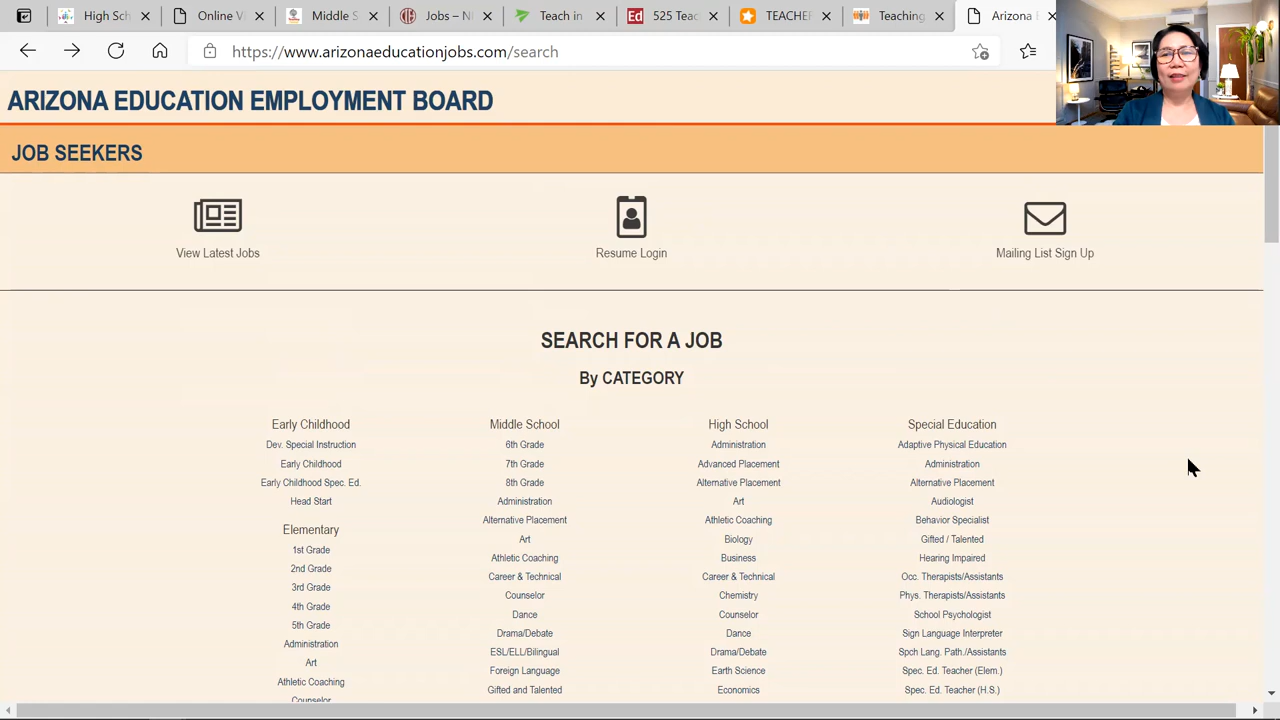 High Sch
Online V
Middle S
Jobs – Ni
Teach in
525 Teac
TEACHER
Teaching
Arizona E
https://www.arizonaeducationjobs.com/search
ARIZONA EDUCATION EMPLOYMENT BOARD
JOB SEEKERS
View Latest Jobs
Resume Login
Mailing List Sign Up
SEARCH FOR A JOB
By CATEGORY
Early Childhood
Dev. Special Instruction
Early Childhood
Early Childhood Spec. Ed.
Head Start
Elementary
1st Grade
2nd Grade
3rd Grade
4th Grade
5th Grade
Administration
Art
Athletic Coaching
Counselor
Middle School
6th Grade
7th Grade
8th Grade
Administration
Alternative Placement
Art
Athletic Coaching
Career & Technical
Counselor
Dance
Drama/Debate
ESL/ELL/Bilingual
Foreign Language
Gifted and Talented
High School
Administration
Advanced Placement
Alternative Placement
Art
Athletic Coaching
Biology
Business
Career & Technical
Chemistry
Counselor
Dance
Drama/Debate
Earth Science
Economics
Special Education
Adaptive Physical Education
Administration
Alternative Placement
Audiologist
Behavior Specialist
Gifted / Talented
Hearing Impaired
Occ. Therapists/Assistants
Phys. Therapists/Assistants
School Psychologist
Sign Language Interpreter
Spch Lang. Path./Assistants
Spec. Ed. Teacher (Elem.)
Spec. Ed. Teacher (H.S.)